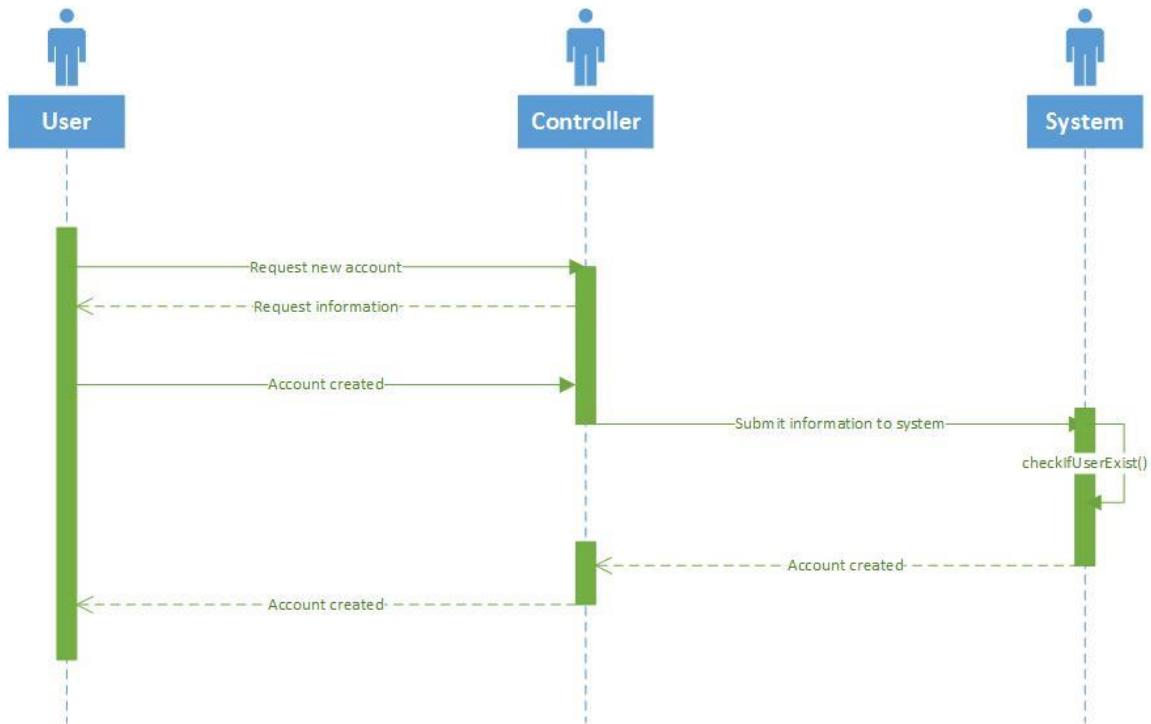 User
Controller
System
Request new account
Request information
Account created
Submit information to system
checkIfUserExist()
Account created
Account created